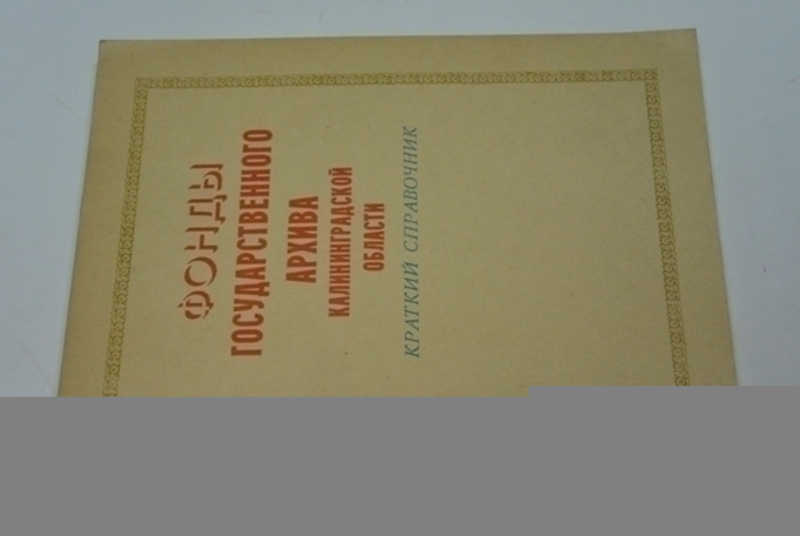 ФОНДЫ
ГОСУДАРСТВЕННОГО
АРХИВА
КАЛИНИНГРАДСКОЙ
ОБЛАСТИ
КРАТКИЙ СПРАВОЧНИК